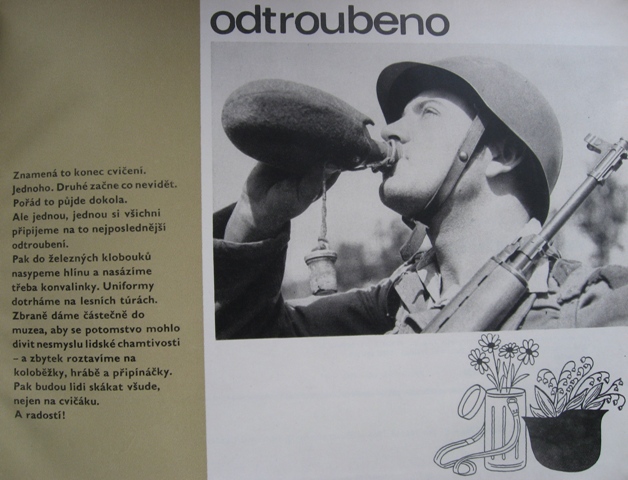 odtroubeno
Znamená to konec cvičení.
Jednoho. Druhé začne co nevidět.
Pořád to půjde dokola.
Ale jednou, jednou si všichni
připijeme na to nejposlednější
odtroubení.
Pak do železných klobouků
nasypeme hlínu a nasázíme
třeba konvalinky. Uniformy
dotrháme na lesních túrách.
Zbraně dáme částečně do
muzea, aby se potomstvo mohlo
divit nesmyslu lidské chamtivosti
– a zbytek roztavíme na
koloběžky, hrábě a připínáčky.
Pak budou lidi skákat všude,
nejen na cvičáku.
A radostí!